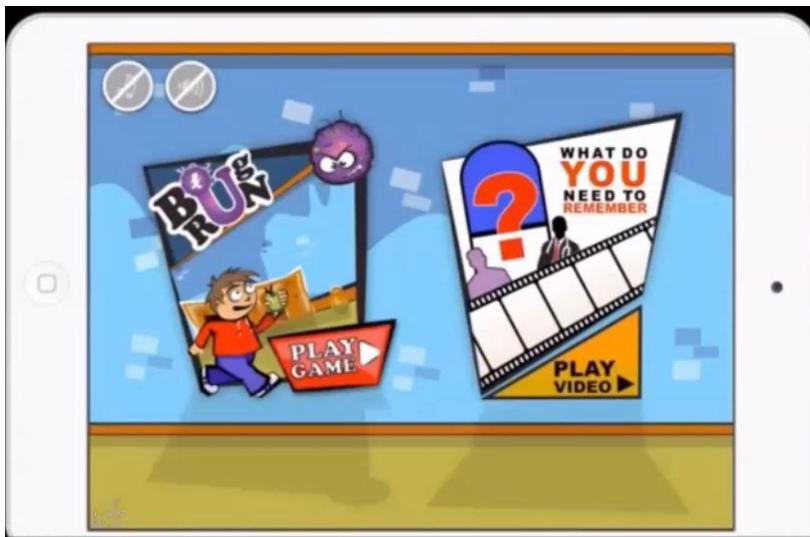 BUg
RUN
PLAY
GAME
WHAT DO
YOU
NEED TO
REMEMBER
?
PLAY
VIDEO